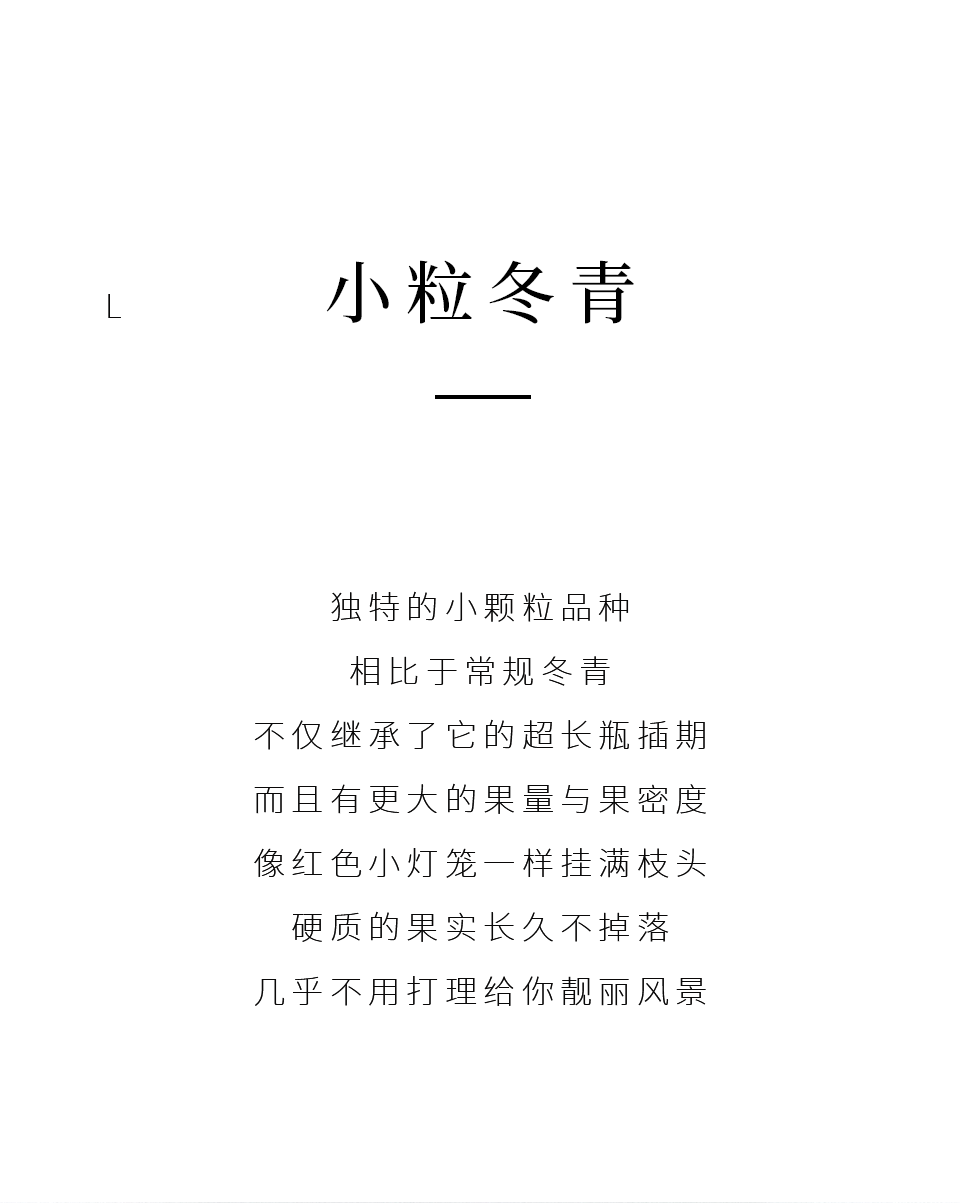 小粒冬青
L
独特的小颗粒品种
相比于常规冬青
不仅继承了它的超长瓶插期
而且有更大的果量与果密度
像红色小灯笼一样挂满枝头
硬质的果实长久不掉落
几乎不用打理给你靓丽风景